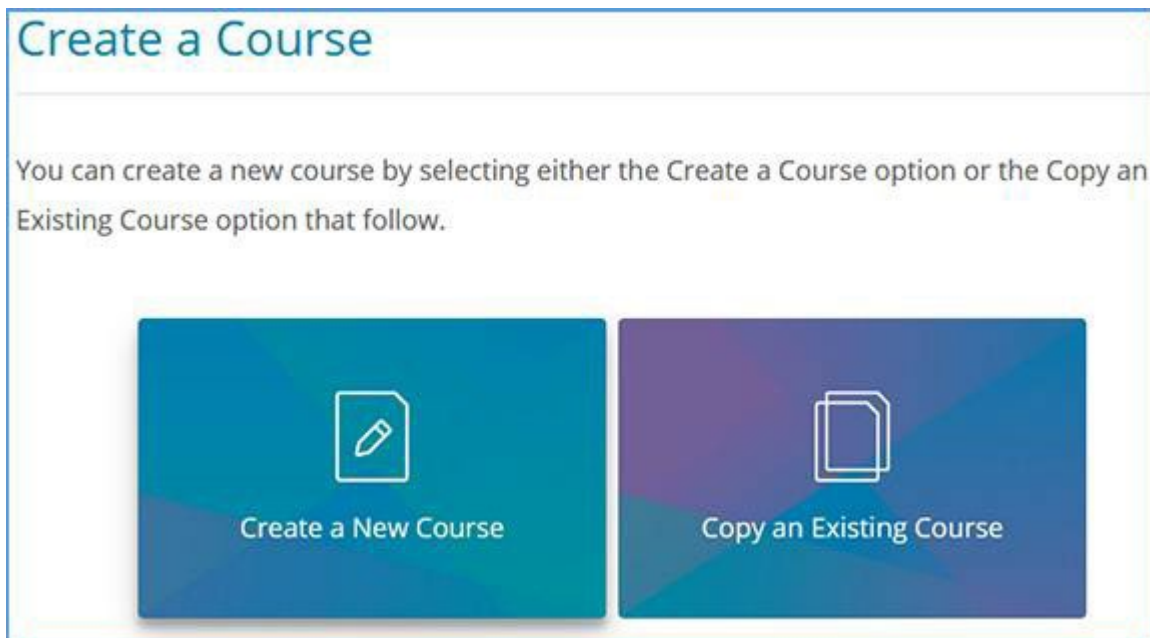 Create a Course
You can create a new course by selecting either the Create a Course option or the Copy an
Existing Course option that follow.
Create a New Course
Copy an Existing Course